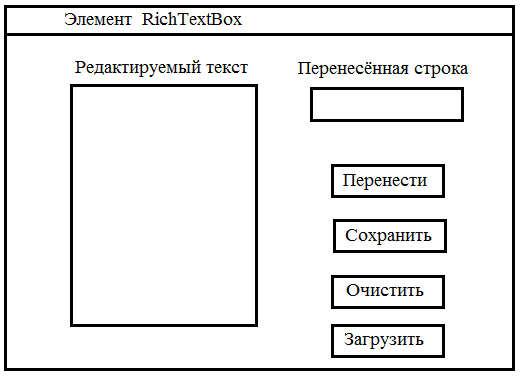 Элемент RichTextBox
Редактируемый текст
Перенесённая строка
Перенести
Сохранить
Очистить
Загрузить